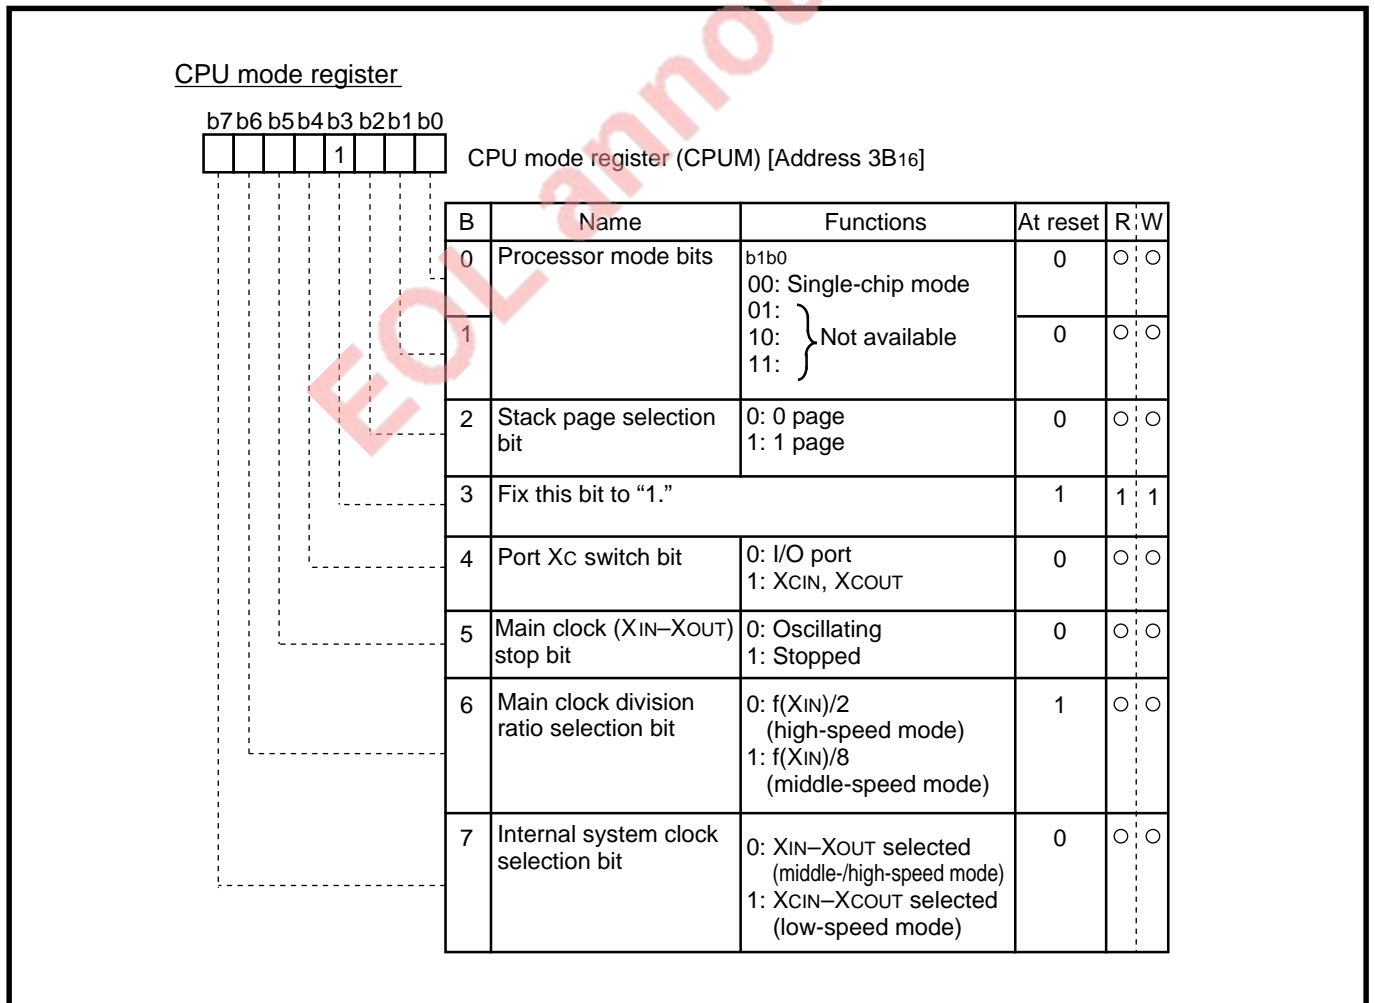 CPU mode register
b7 b6 b5 b4 b3 b2 b1 b0
1
CPU mode register (CPUM) [Address 3B16]
B Name Functions At reset R W
0 Processor mode bits b1b0 0 ○ ○
00: Single-chip mode
01:
1 10: Not available 0 ○ ○
11:
2 Stack page selection 0: 0 page 0 ○ ○
bit 1: 1 page
3 Fix this bit to “1.” 1 1 1
4 Port XC switch bit 0: I/O port 0 ○ ○
1: XCIN, XCOUT
5 Main clock (XIN–XOUT) 0: Oscillating 0 ○ ○
stop bit 1: Stopped
6 Main clock division 0: f(XIN)/2 1 ○ ○
ratio selection bit (high-speed mode)
1: f(XIN)/8
(middle-speed mode)
7 Internal system clock 0: XIN–XOUT selected 0 ○ ○
selection bit (middle-/high-speed mode)
1: XCIN–XCOUT selected
(low-speed mode)
EOL